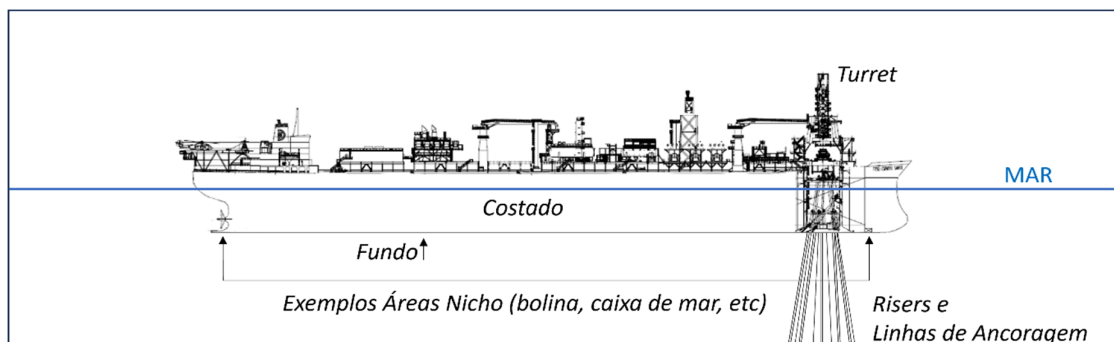 Turret
MAR
Costado
Fundo
Exemplos Áreas Nicho (bolina, caixa de mar, etc)
Risers e
Linhas de Ancoragem